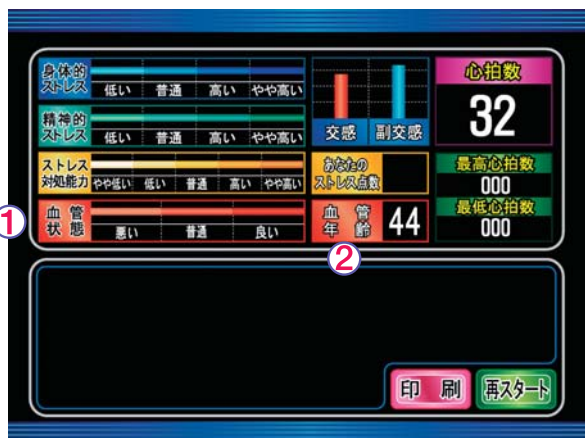 身体的
ストレス
低い 普通 高い やや高い
精神的
ストレス
低い 普通 高い やや高い
ストレス
対処能力
やや低い 低い 普通 高い やや高い
① 血管
状態
悪い 普通 良い
交感 副交感
あなたの
ストレス点数
血管
年齢
44
②
心拍数
32
最高心拍数
000
最低心拍数
000
印刷 再スタート